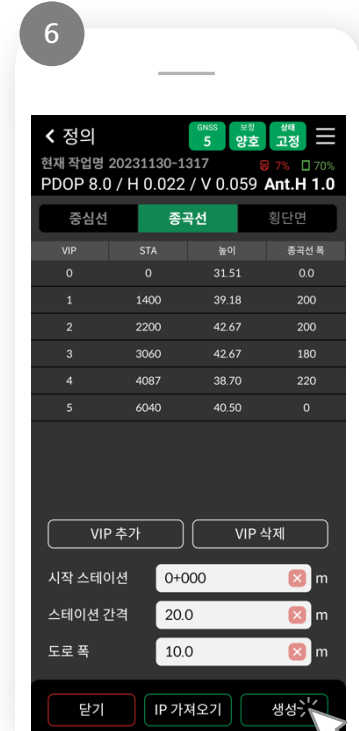 6
정의
GNSS 5 보정 양호 상태 고정
현재 작업명 20231130-1317 7% 70%
PDOP 8.0 / H 0.022 / V 0.059 Ant.H 1.0
중심선 종곡선 횡단면
VIP STA 높이 종곡선 폭
0 0 31.51 0.0
1 1400 39.18 200
2 2200 42.67 200
3 3060 42.67 180
4 4087 38.70 220
5 6040 40.50 0
VIP 추가 VIP 삭제
시작 스테이션 0+000 m
스테이션 간격 20.0 m
도로 폭 10.0 m
닫기 IP 가져오기 생성